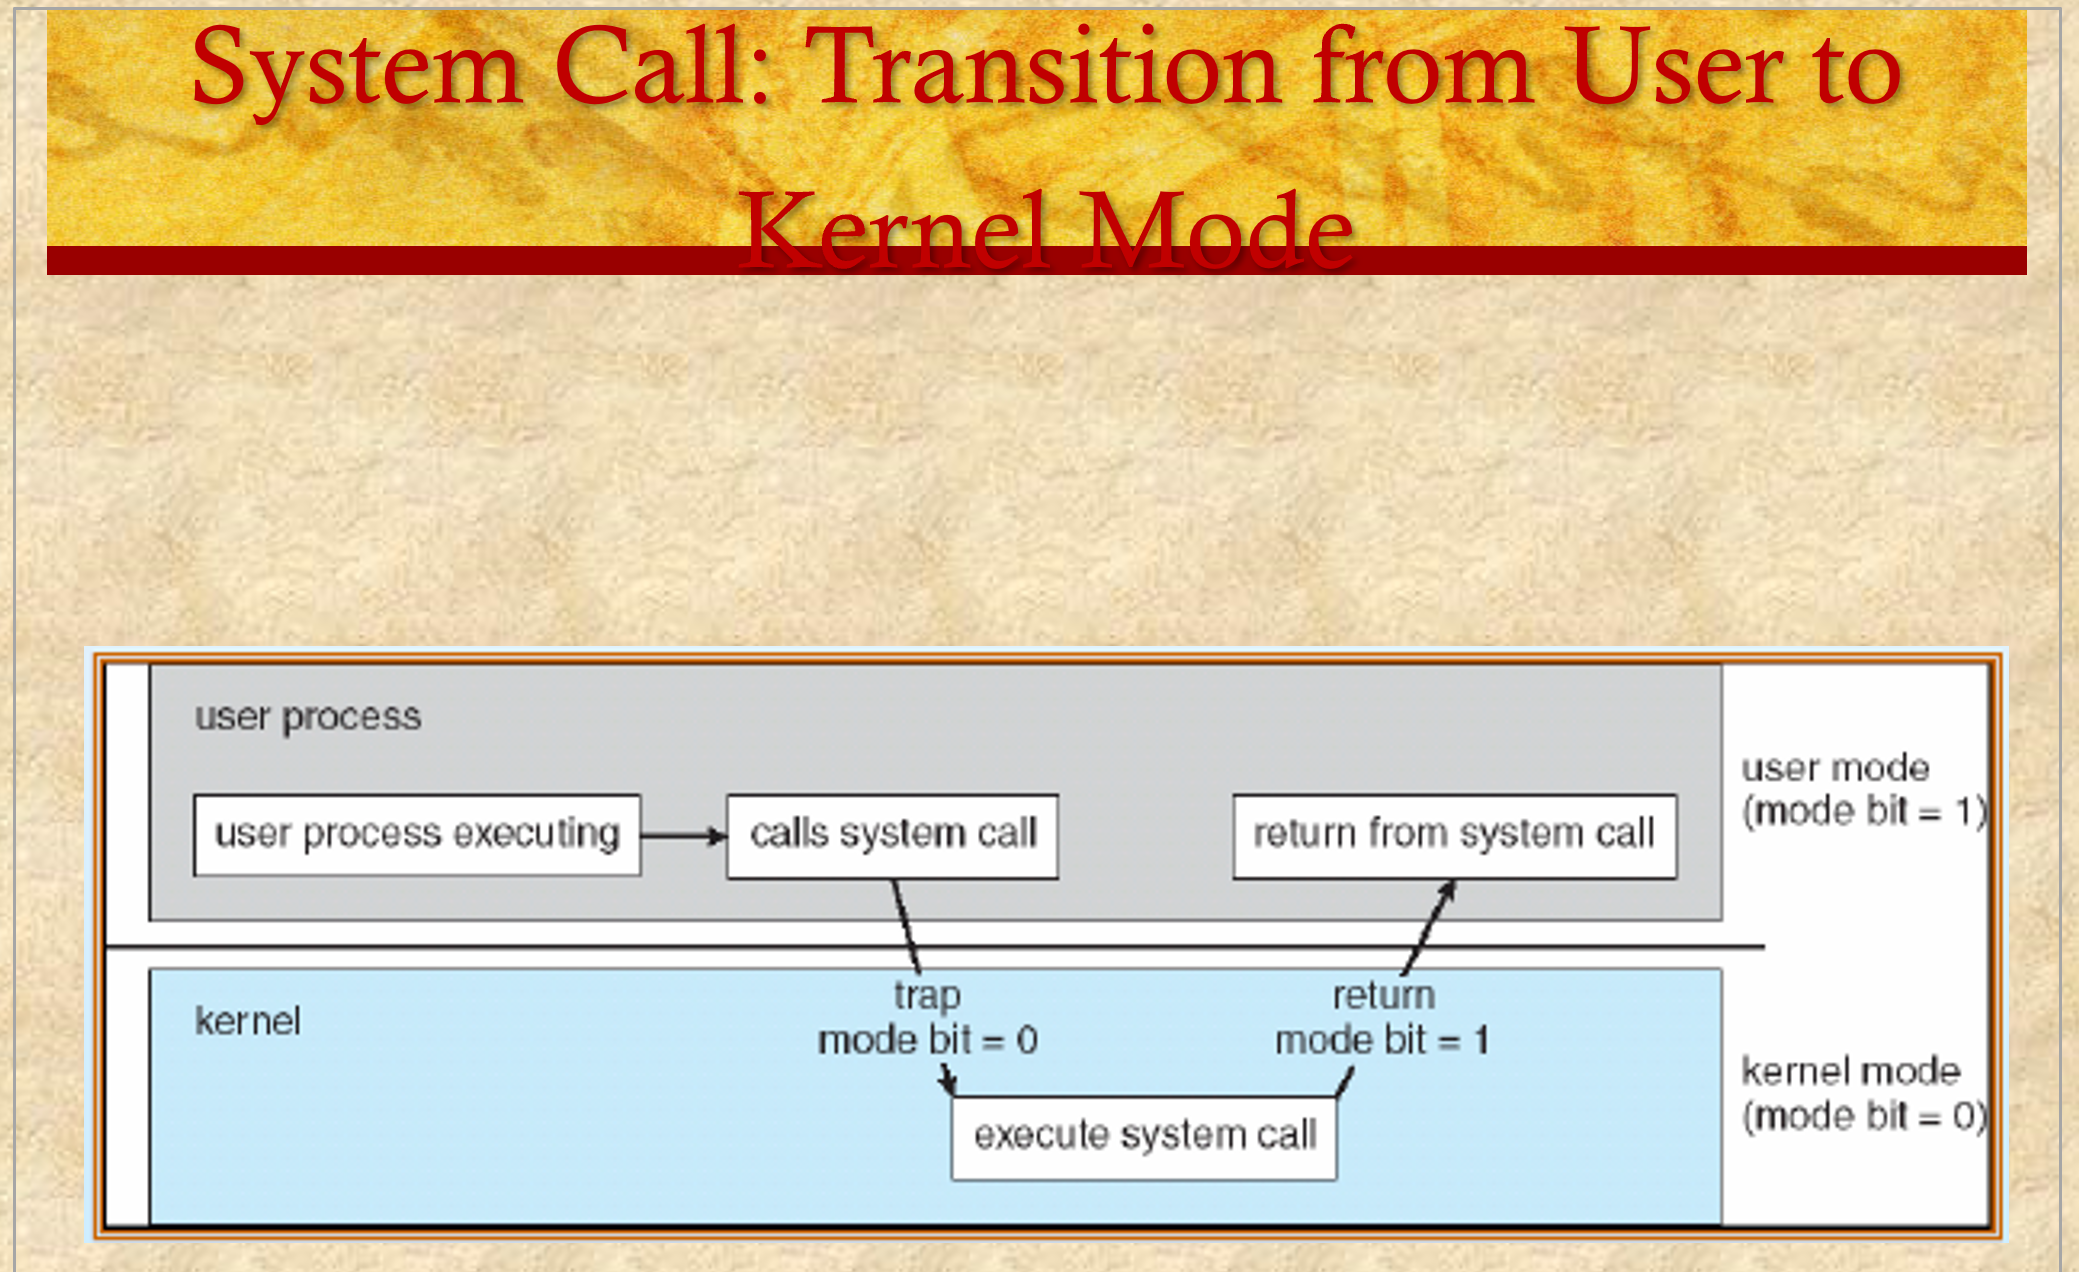 System Call: Transition from User to
Kernel Mode
user process
user process executing
calls system call
return from system call
user mode
(mode bit = 1)
kernel
trap
mode bit = 0
return
mode bit = 1
execute system call
kernel mode
(mode bit = 0)